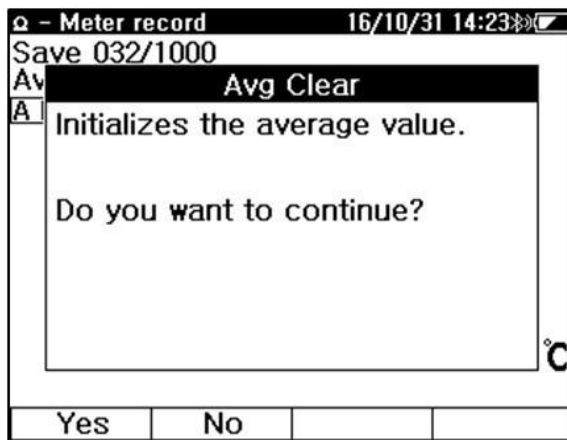 Ω - Meter record 16/10/31 14:23
Save 032/1000
Av
A
Avg Clear
Initializes the average value.
Do you want to continue?
℃
Yes No